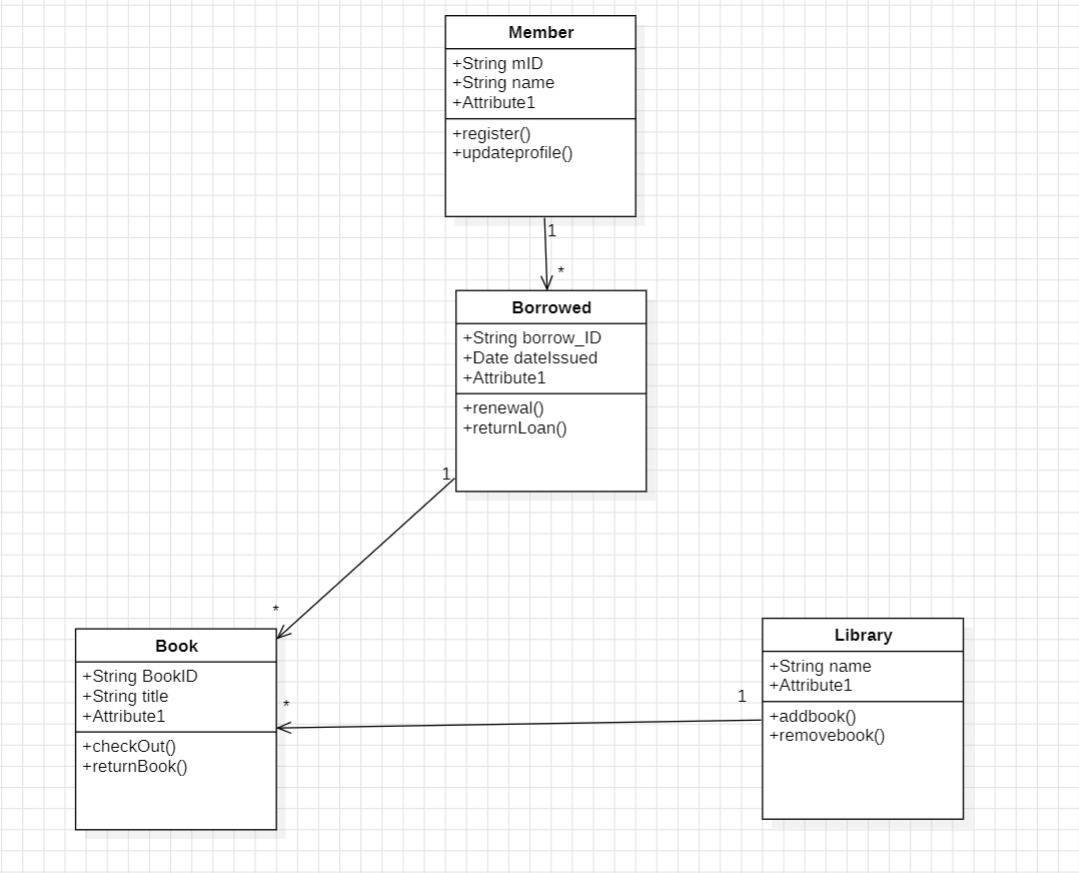 Member
+String mID
+String name
+Attribute1
+register()
+updateprofile()
1
*
Borrowed
+String borrow_ID
+Date dateIssued
+Attribute1
+renewal()
+returnLoan()
1
*
Book
+String BookID
+String title
+Attribute1
+checkOut()
+returnBook()
*
1
Library
+String name
+Attribute1
+addbook()
+removebook()